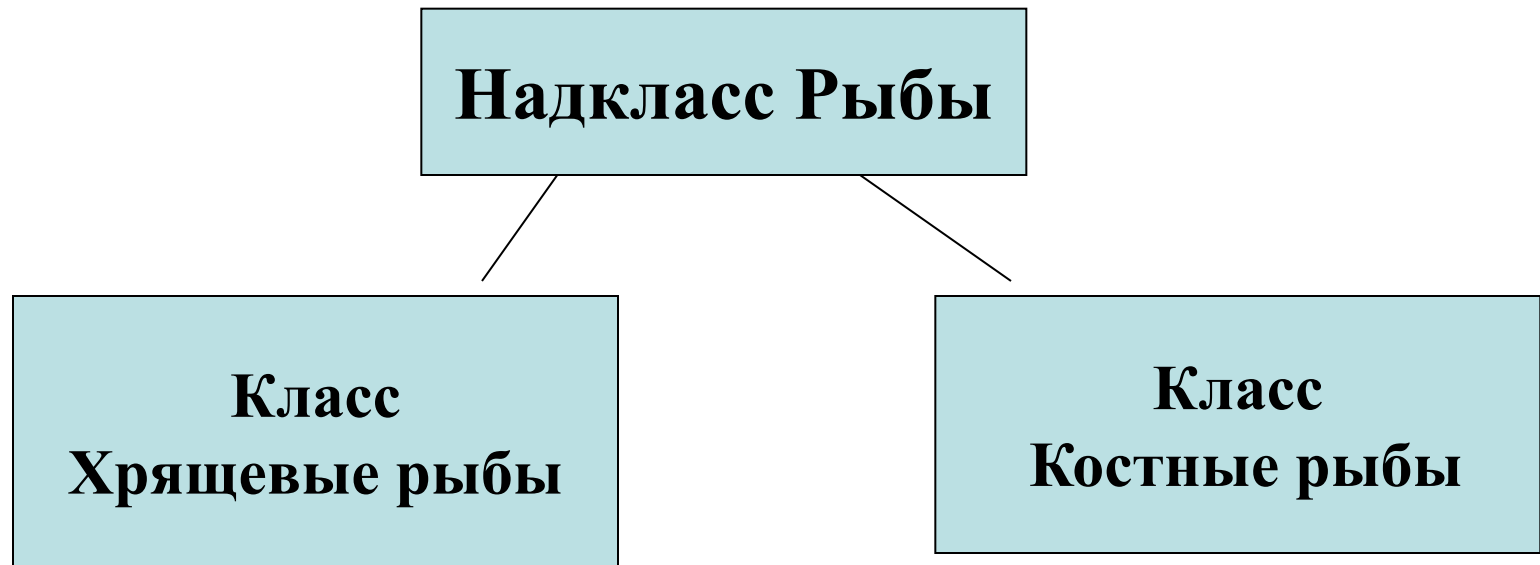 Надкласс Рыбы
Класс
Хрящевые рыбы
Класс
Костные рыбы